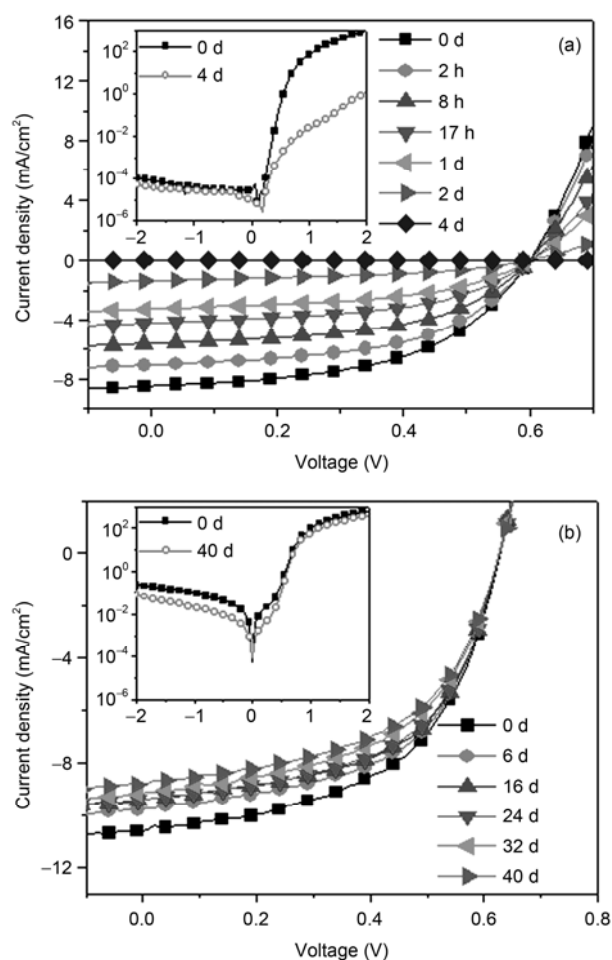 16
12
8
4
0
−4
−8
Current density (mA/cm²)
0.0
0.2
0.4
0.6
Voltage (V)
(a)
0 d
2 h
8 h
17 h
1 d
2 d
4 d
10²
10⁰
10⁻²
10⁻⁴
10⁻⁶
−2
−1
0
1
2
0 d
4 d
0
−4
−8
−12
Current density (mA/cm²)
0.0
0.2
0.4
0.6
0.8
Voltage (V)
(b)
0 d
6 d
16 d
24 d
32 d
40 d
10²
10⁰
10⁻²
10⁻⁴
10⁻⁶
−2
−1
0
1
2
0 d
40 d